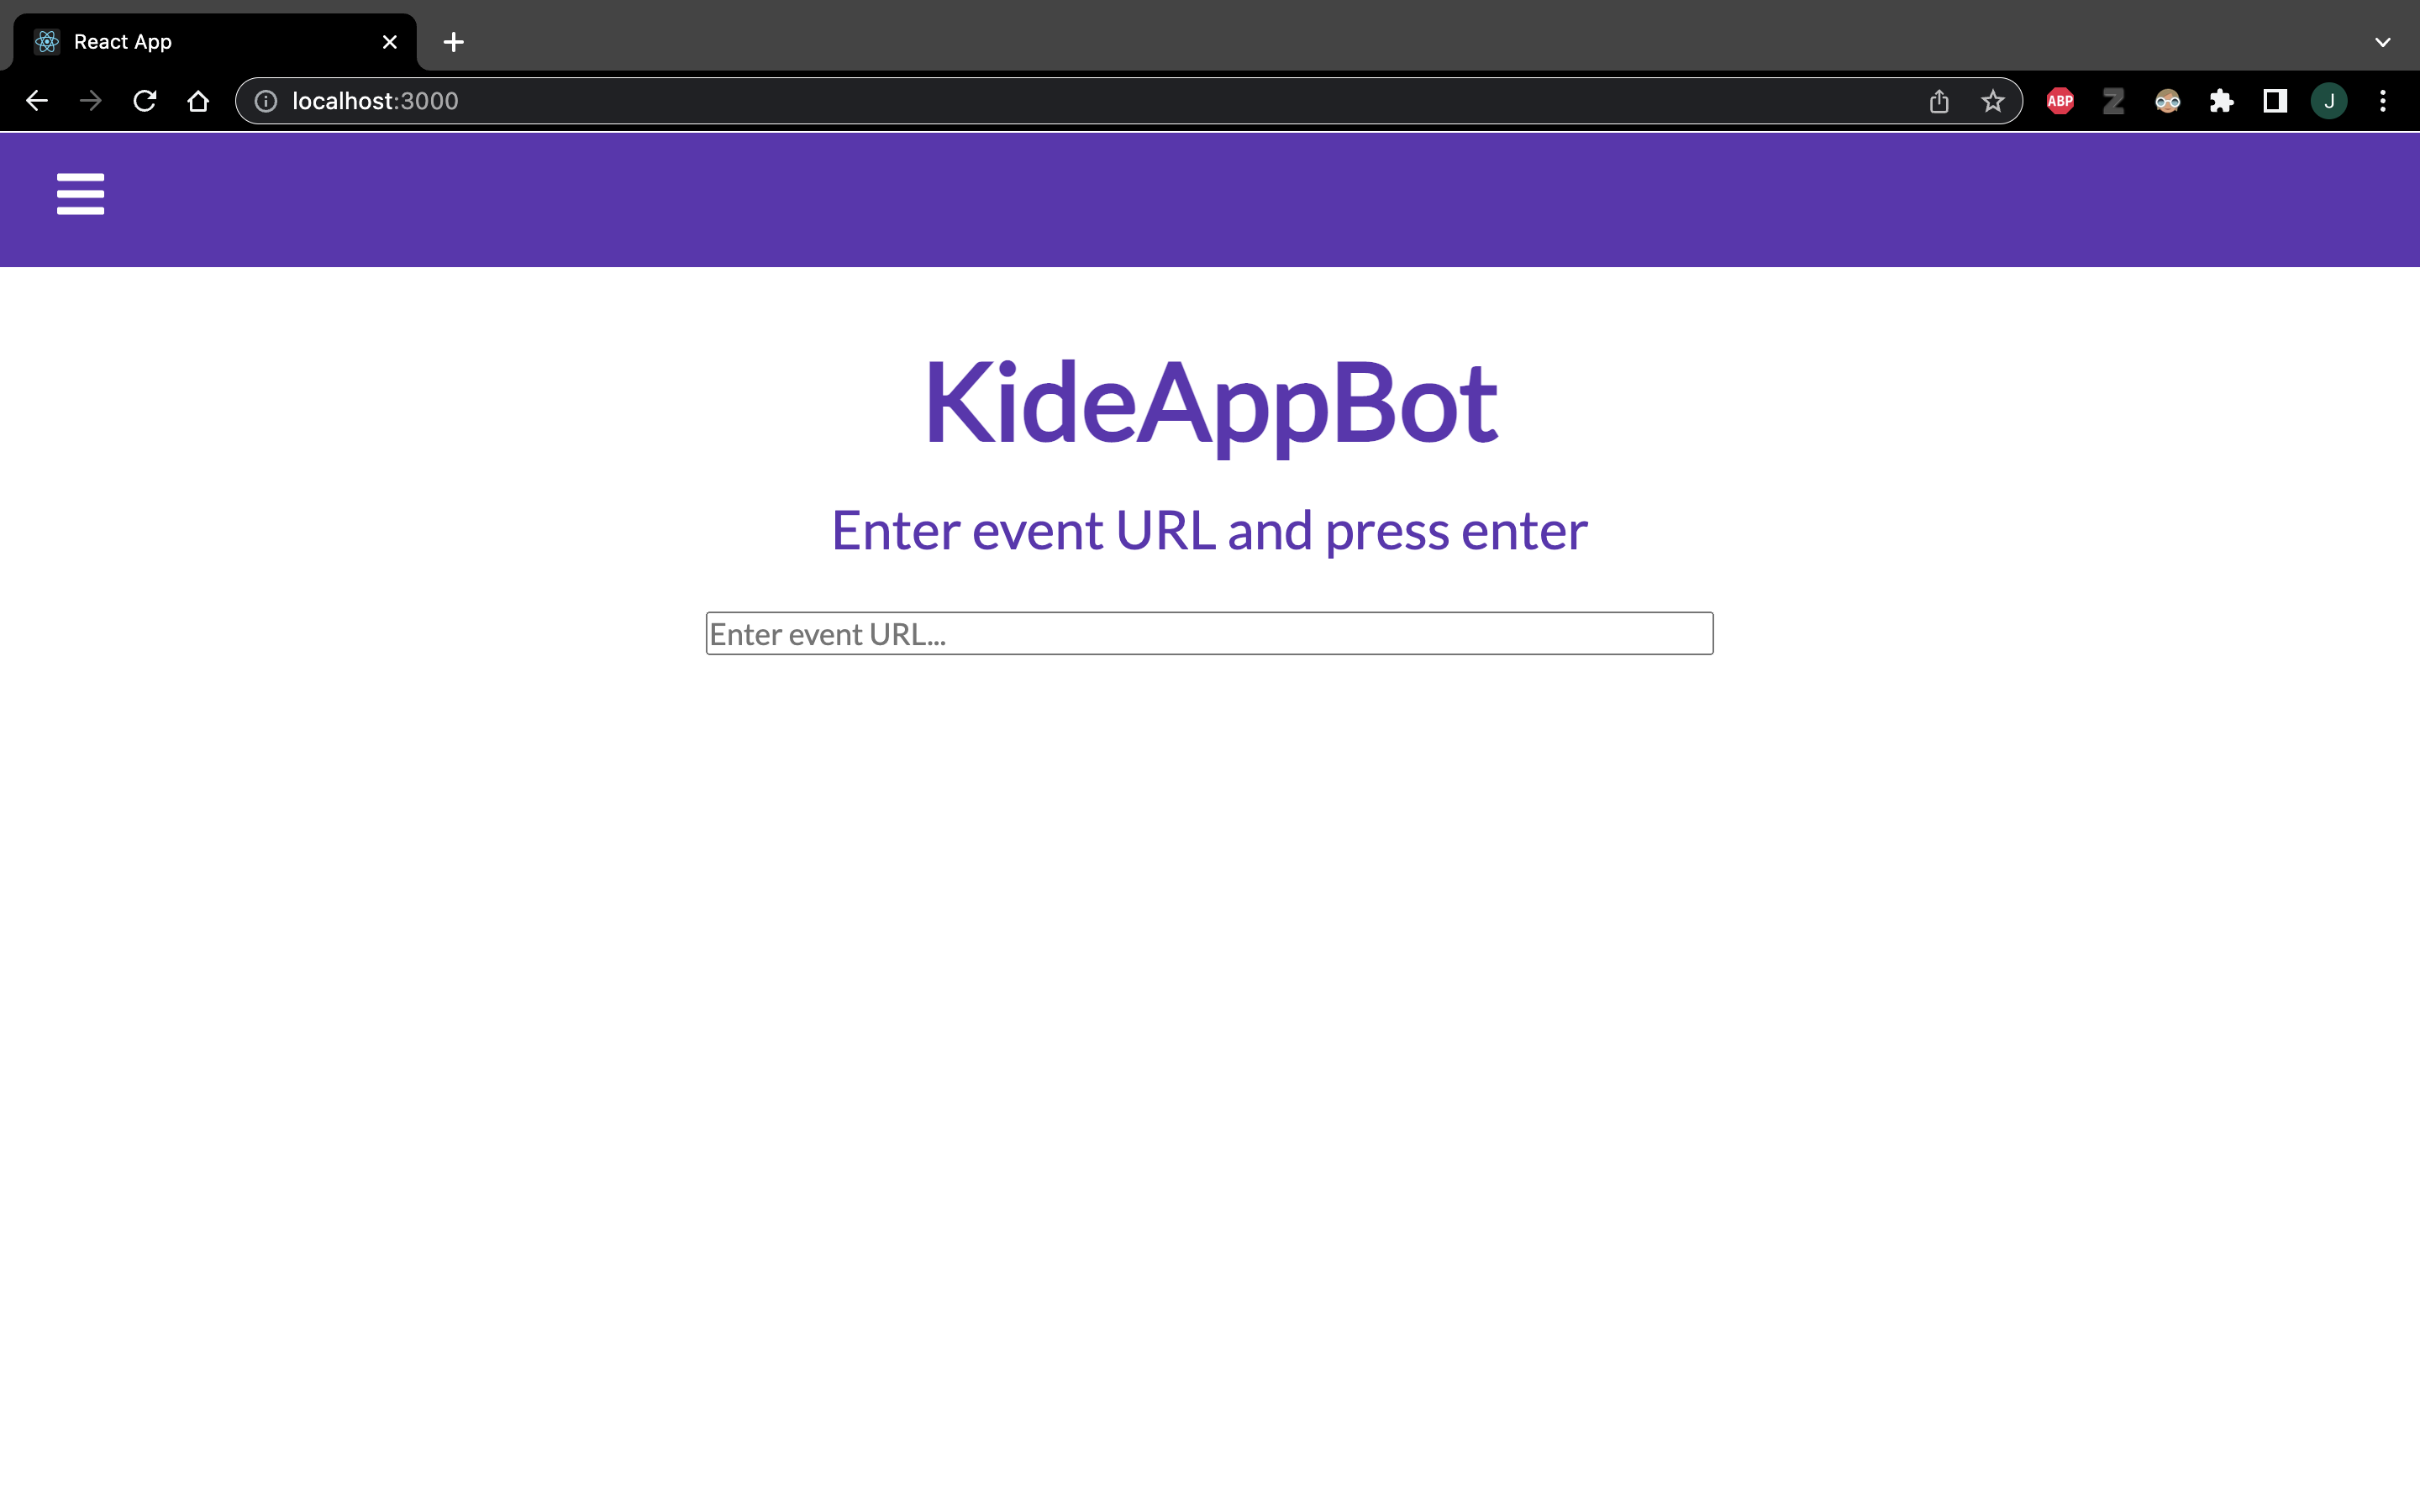 React App
localhost:3000
ABP
Z
J
KideAppBot
Enter event URL and press enter
Enter event URL...